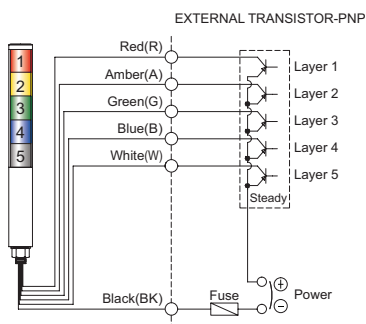 EXTERNAL TRANSISTOR-PNP
Red(R)
Amber(A)
Green(G)
Blue(B)
White(W)
1
2
3
4
5
Layer 1
Layer 2
Layer 3
Layer 4
Layer 5
Steady
Black(BK)
Fuse
+
Power
−